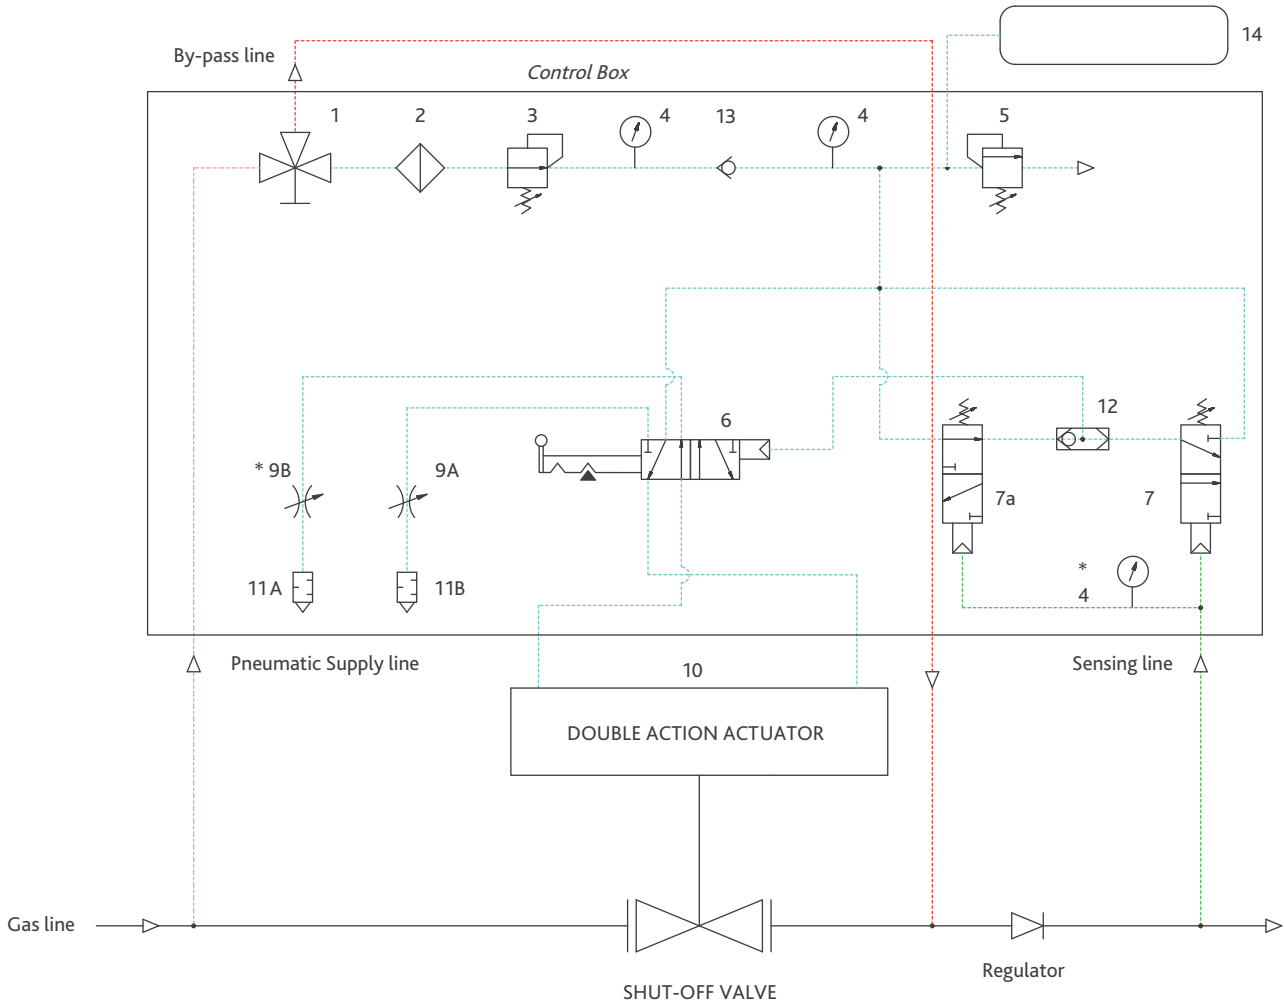 14
By-pass line
Control Box
1
2
3
4
13
4
5
6
12
* 9B
9A
7a
7
11A
11B
*
4
Pneumatic Supply line
10
Sensing line
DOUBLE ACTION ACTUATOR
Gas line
Regulator
SHUT-OFF VALVE